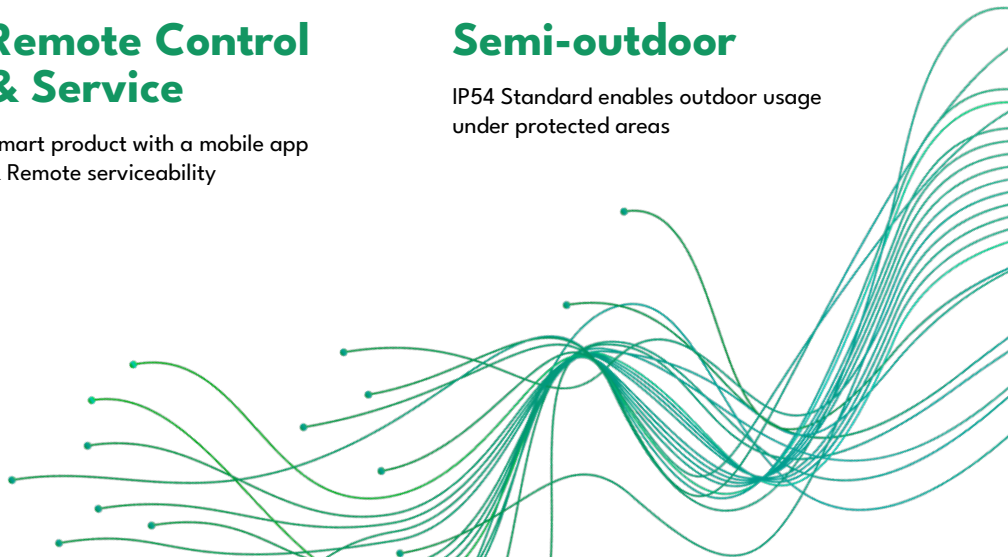 Remote Control
& Service
mart product with a mobile app
Remote serviceability
Semi-outdoor
IP54 Standard enables outdoor usage
under protected areas